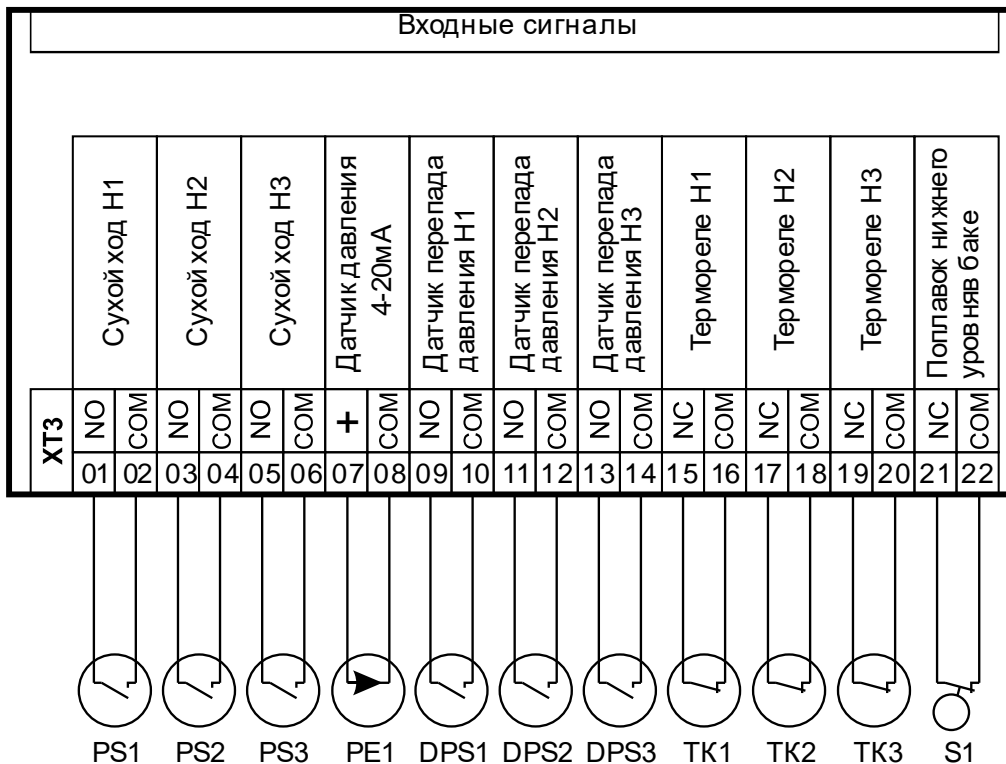 Входные сигналы
Сухой ход Н1
Сухой ход Н2
Сухой ход Н3
Датчик давления
4-20мА
Датчик перепада
давления Н1
Датчик перепада
давления Н2
Датчик перепада
давления Н3
Термореле Н1
Термореле Н2
Термореле Н3
Поплавок нижнего
уровня в баке
XT3
NO COM NO COM NO COM + COM NO COM NO COM NO COM NC COM NC COM NC COM NC COM
01 02 03 04 05 06 07 08 09 10 11 12 13 14 15 16 17 18 19 20 21 22
PS1 PS2 PS3 PE1 DPS1 DPS2 DPS3 TK1 TK2 TK3 S1